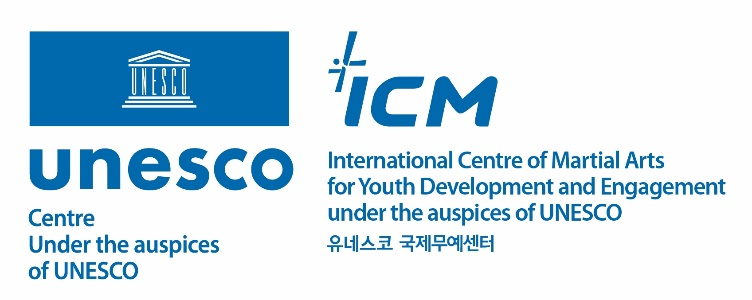 UNESCO
unesco
Centre
Under the auspices
of UNESCO
ICM
International Centre of Martial Arts
for Youth Development and Engagement
under the auspices of UNESCO
유네스코 국제무예센터